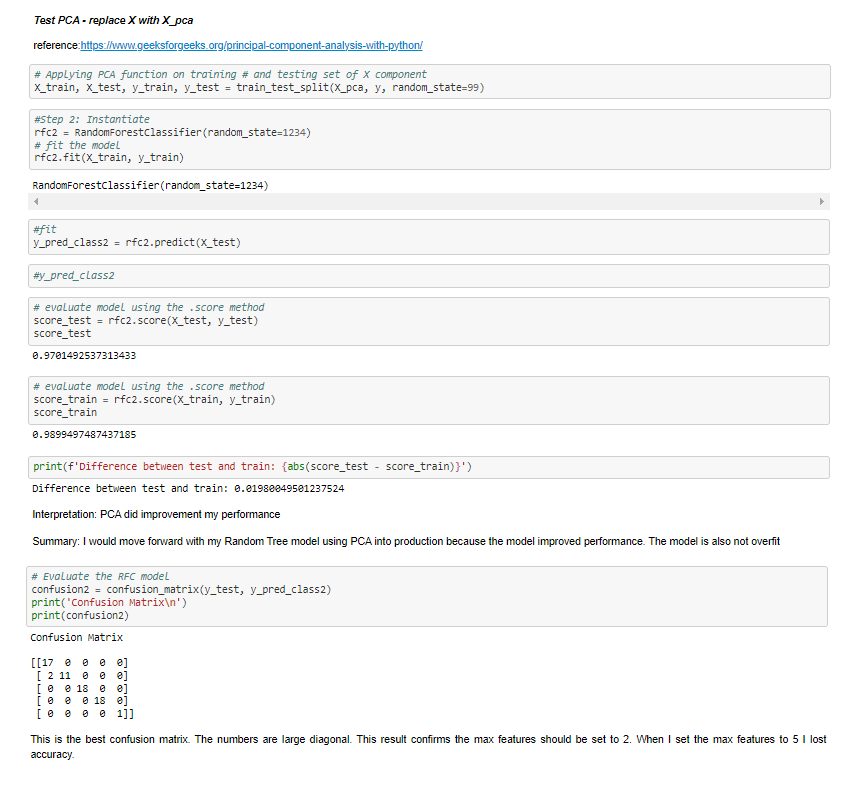 Test PCA - replace X with X_pca
reference:https://www.geeksforgeeks.org/principal-component-analysis-with-python/
# Applying PCA function on training # and testing set of X component
X_train, X_test, y_train, y_test = train_test_split(X_pca, y, random_state=99)
#Step 2: Instantiate
rfc2 = RandomForestClassifier(random_state=1234)
# fit the model
rfc2.fit(X_train, y_train)
RandomForestClassifier(random_state=1234)
#fit
y_pred_class2 = rfc2.predict(X_test)
#y_pred_class2
# evaluate model using the .score method
score_test = rfc2.score(X_test, y_test)
score_test
0.9701492537313433
# evaluate model using the .score method
score_train = rfc2.score(X_train, y_train)
score_train
0.9899497487437185
print(f'Difference between test and train: {abs(score_test - score_train)}')
Difference between test and train: 0.01980049501237524
Interpretation: PCA did improvement my performance
Summary: I would move forward with my Random Tree model using PCA into production because the model improved performance. The model is also not overfit
# Evaluate the RFC model
confusion2 = confusion_matrix(y_test, y_pred_class2)
print('Confusion Matrix\n')
print(confusion2)
Confusion Matrix
[[17  0  0  0  0]
[ 2 11  0  0  0]
[ 0  0 18  0  0]
[ 0  0  0 18  0]
[ 0  0  0  0  1]]
This is the best confusion matrix. The numbers are large diagonal. This result confirms the max features should be set to 2. When I set the max features to 5 I lost
accuracy.